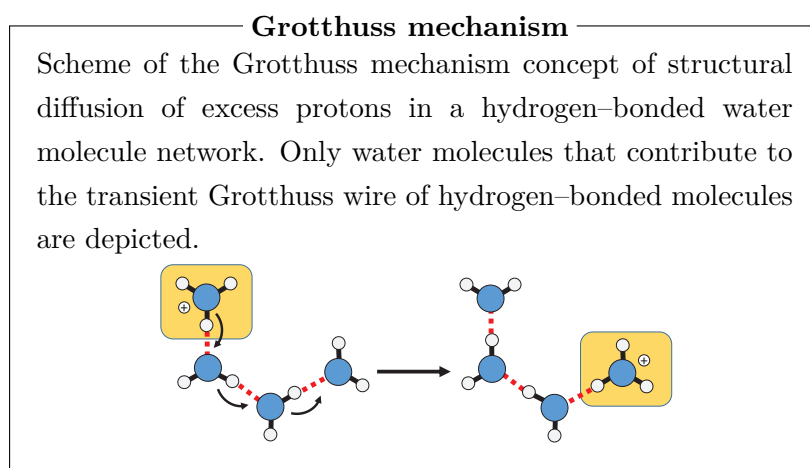 Grotthuss mechanism
Scheme of the Grotthuss mechanism concept of structural
diffusion of excess protons in a hydrogen–bonded water
molecule network. Only water molecules that contribute to
the transient Grotthuss wire of hydrogen–bonded molecules
are depicted.
+
+